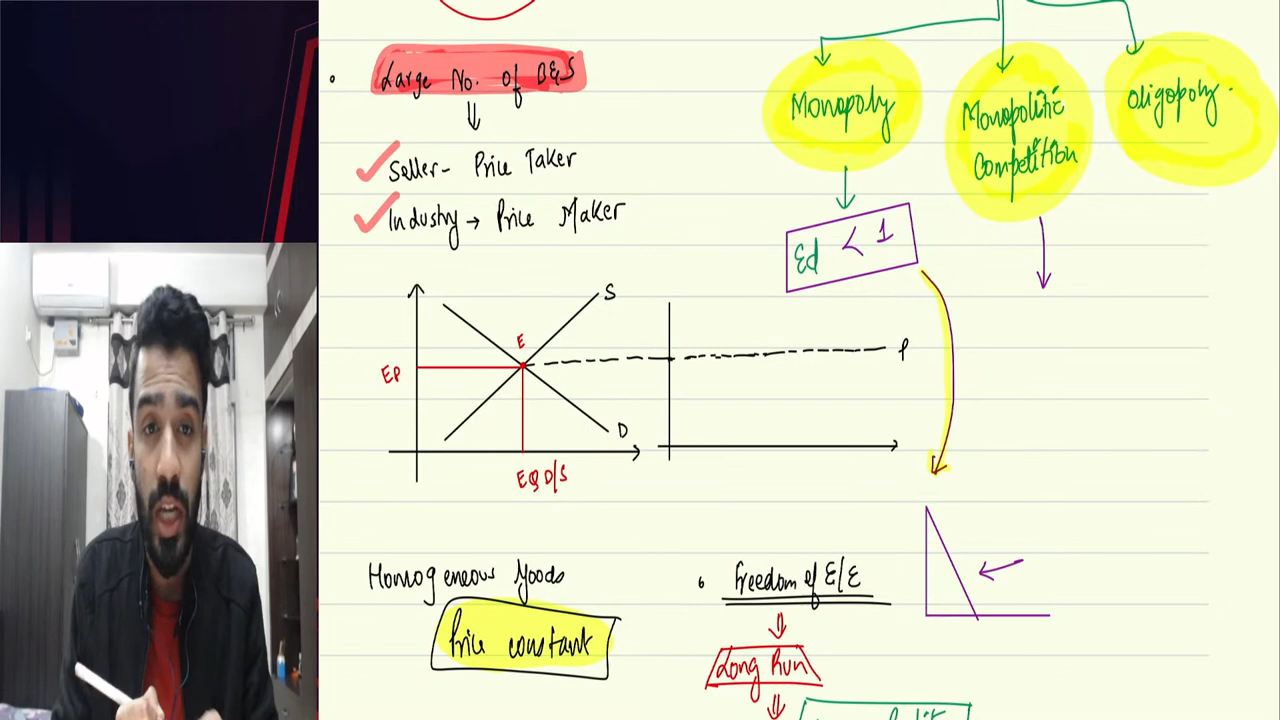 Large No. of B&S
Seller- Price Taker
Industry → Price Maker
S
E
EP
D
EQ D/S
P
Homogeneous Goods
Price constant
Monopoly
Monopolitic
Competition
Oligopoly.
Ed < 1
Freedom of E/E
Long Run